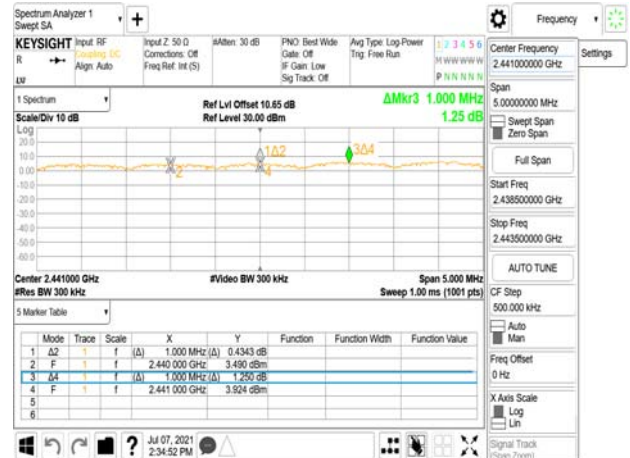 Spectrum Analyzer 1
Swept SA
+
Frequency
KEYSIGHT Input: RF Input Z: 50 Ω #Atten: 30 dB PNO: Best Wide Avg Type: Log-Power 1 2 3 4 5 6
R Coupling: DC Corrections: Off Gate: Off Trig: Free Run M W W W W W
Align: Auto Freq Ref: Int (S) IF Gain: Low
LW Sig Track: Off P N N N N N
Center Frequency
2.441000000 GHz
Settings
1 Spectrum
Ref Lvl Offset 10.65 dB
ΔMkr3 1.000 MHz
Scale/Div 10 dB
Ref Level 30.00 dBm
1.25 dB
Span
5.00000000 MHz
Swept Span
Zero Span
Log
20.0
10.0
0.00
-10.0
-20.0
-30.0
-40.0
-50.0
-60.0
2
1Δ2
4
3Δ4
Full Span
Start Freq
2.438500000 GHz
Stop Freq
2.443500000 GHz
AUTO TUNE
Center 2.441000 GHz #Video BW 300 kHz Span 5.000 MHz
#Res BW 300 kHz Sweep 1.00 ms (1001 pts)
CF Step
500.000 kHz
Auto
Man
5 Marker Table
Mode Trace Scale X Y Function Function Width Function Value
1 Δ2 1 f (Δ) 1.000 MHz (Δ) 0.4343 dB
2 F 1 f 2.440 000 GHz 3.490 dBm
3 Δ4 1 f (Δ) 1.000 MHz (Δ) 1.250 dB
4 F 1 f 2.441 000 GHz 3.924 dBm
5
6
Freq Offset
0 Hz
X Axis Scale
Log
Lin
Signal Track
(Span Zoom)
?
Jul 07, 2021
2:34:52 PM